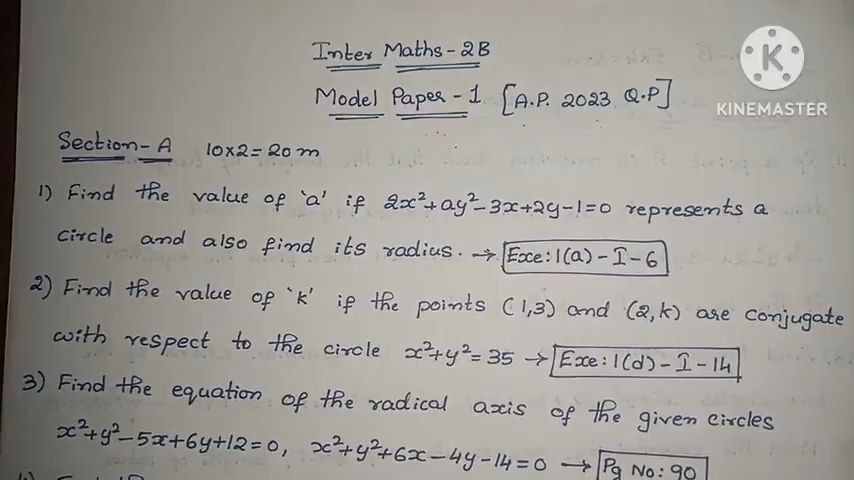 Inter Maths-2B
Model Paper-1 [A.P. 2023 Q.P]
K
KINEMASTER
Section-A 10x2=20m
1) Find the value of 'a' if 2x²+ay²-3x+2y-1=0 represents a
circle and also find its radius. → Exe: 1(a)-I-6
2) Find the value of 'k' if the points (1,3) and (2,k) are conjugate
with respect to the circle x²+y²=35 → Exe: 1(d)-I-14
3) Find the equation of the radical axis of the given circles
x²+y²-5x+6y+12=0, x²+y²+6x-4y-14=0 → Pg No: 90